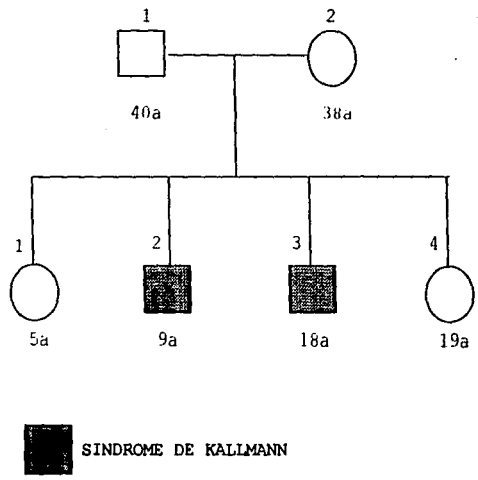 1 2
40a 38a
1 2 3 4
5a 9a 18a 19a
SINDROME DE KALLMANN